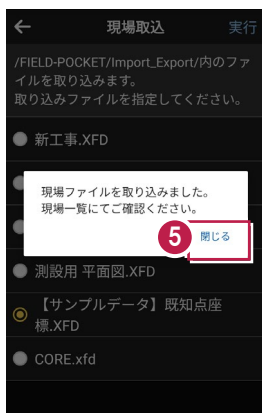 現場取込
実行
/FIELD-POCKET/Import_Export/内のファ
イルを取り込みます。
取り込みファイルを指定してください。
新工事.XFD
現場ファイルを取り込みました。
現場一覧にてご確認ください。
5
閉じる
測設用 平面図.XFD
【サンプルデータ】既知点座
標.XFD
CORE.xfd